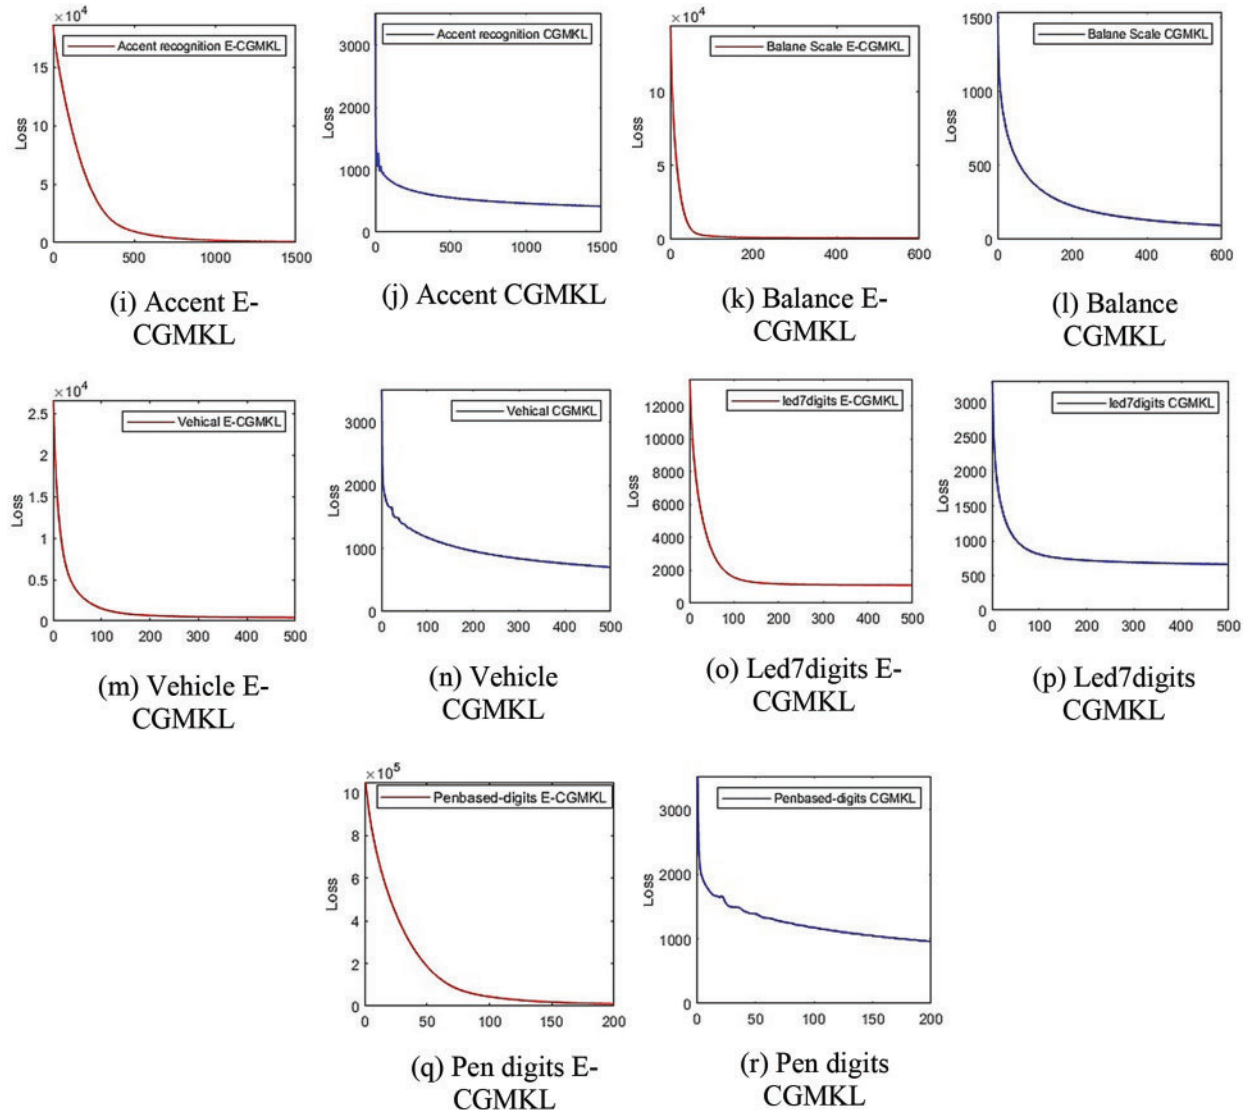 ×10⁴
Accent recognition E-CGMKL
15
10
5
0
Loss
0 500 1000 1500
(i) Accent E-
CGMKL
Accent recognition CGMKL
3000
2000
1000
0
Loss
0 500 1000 1500
(j) Accent CGMKL
×10⁴
Balane Scale E-CGMKL
10
5
0
Loss
0 200 400 600
(k) Balance E-
CGMKL
Balane Scale CGMKL
1500
1000
500
0
Loss
0 200 400 600
(l) Balance
CGMKL
×10⁴
Vehical E-CGMKL
2.5
2
1.5
1
0.5
0
Loss
0 100 200 300 400 500
(m) Vehicle E-
CGMKL
Vehical CGMKL
3000
2000
1000
0
Loss
0 100 200 300 400 500
(n) Vehicle
CGMKL
led7digits E-CGMKL
12000
10000
8000
6000
4000
2000
0
Loss
0 100 200 300 400 500
(o) Led7digits E-
CGMKL
led7digits CGMKL
3000
2500
2000
1500
1000
500
0
Loss
0 100 200 300 400 500
(p) Led7digits
CGMKL
×10⁵
Penbased-digits E-CGMKL
10
8
6
4
2
0
Loss
0 50 100 150 200
(q) Pen digits E-
CGMKL
Penbased-digits CGMKL
3000
2000
1000
0
Loss
0 50 100 150 200
(r) Pen digits
CGMKL